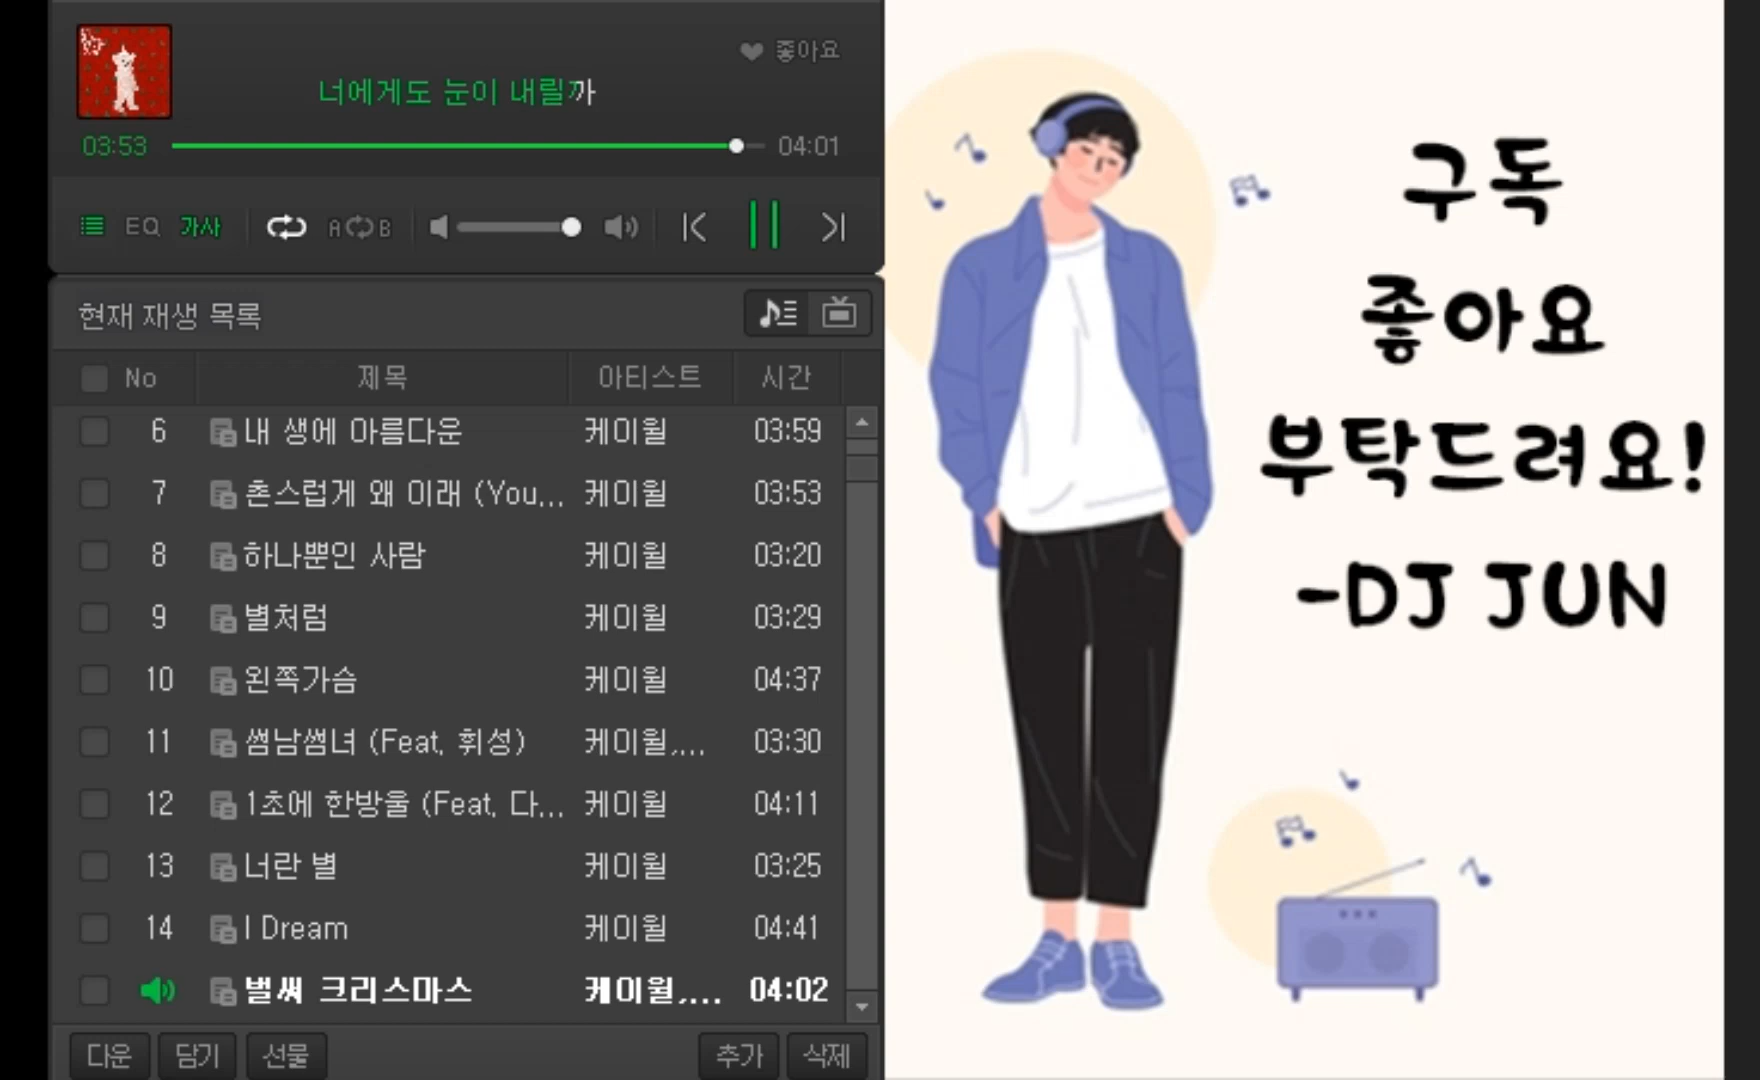 좋아요
너에게도 눈이 내릴까
03:53 04:01
EQ 가사 A B
현재 재생 목록
No 제목 아티스트 시간
6 내 생에 아름다운 케이윌 03:59
7 촌스럽게 왜 이래 (You... 케이윌 03:53
8 하나뿐인 사람 케이윌 03:20
9 별처럼 케이윌 03:29
10 왼쪽가슴 케이윌 04:37
11 썸남썸녀 (Feat. 휘성) 케이윌,... 03:30
12 1초에 한방울 (Feat. 다... 케이윌 04:11
13 너란 별 케이윌 03:25
14 I Dream 케이윌 04:41
벌써 크리스마스 케이윌,... 04:02
다운 담기 선물 추가 삭제
구독
좋아요
부탁드려요!
-DJ JUN